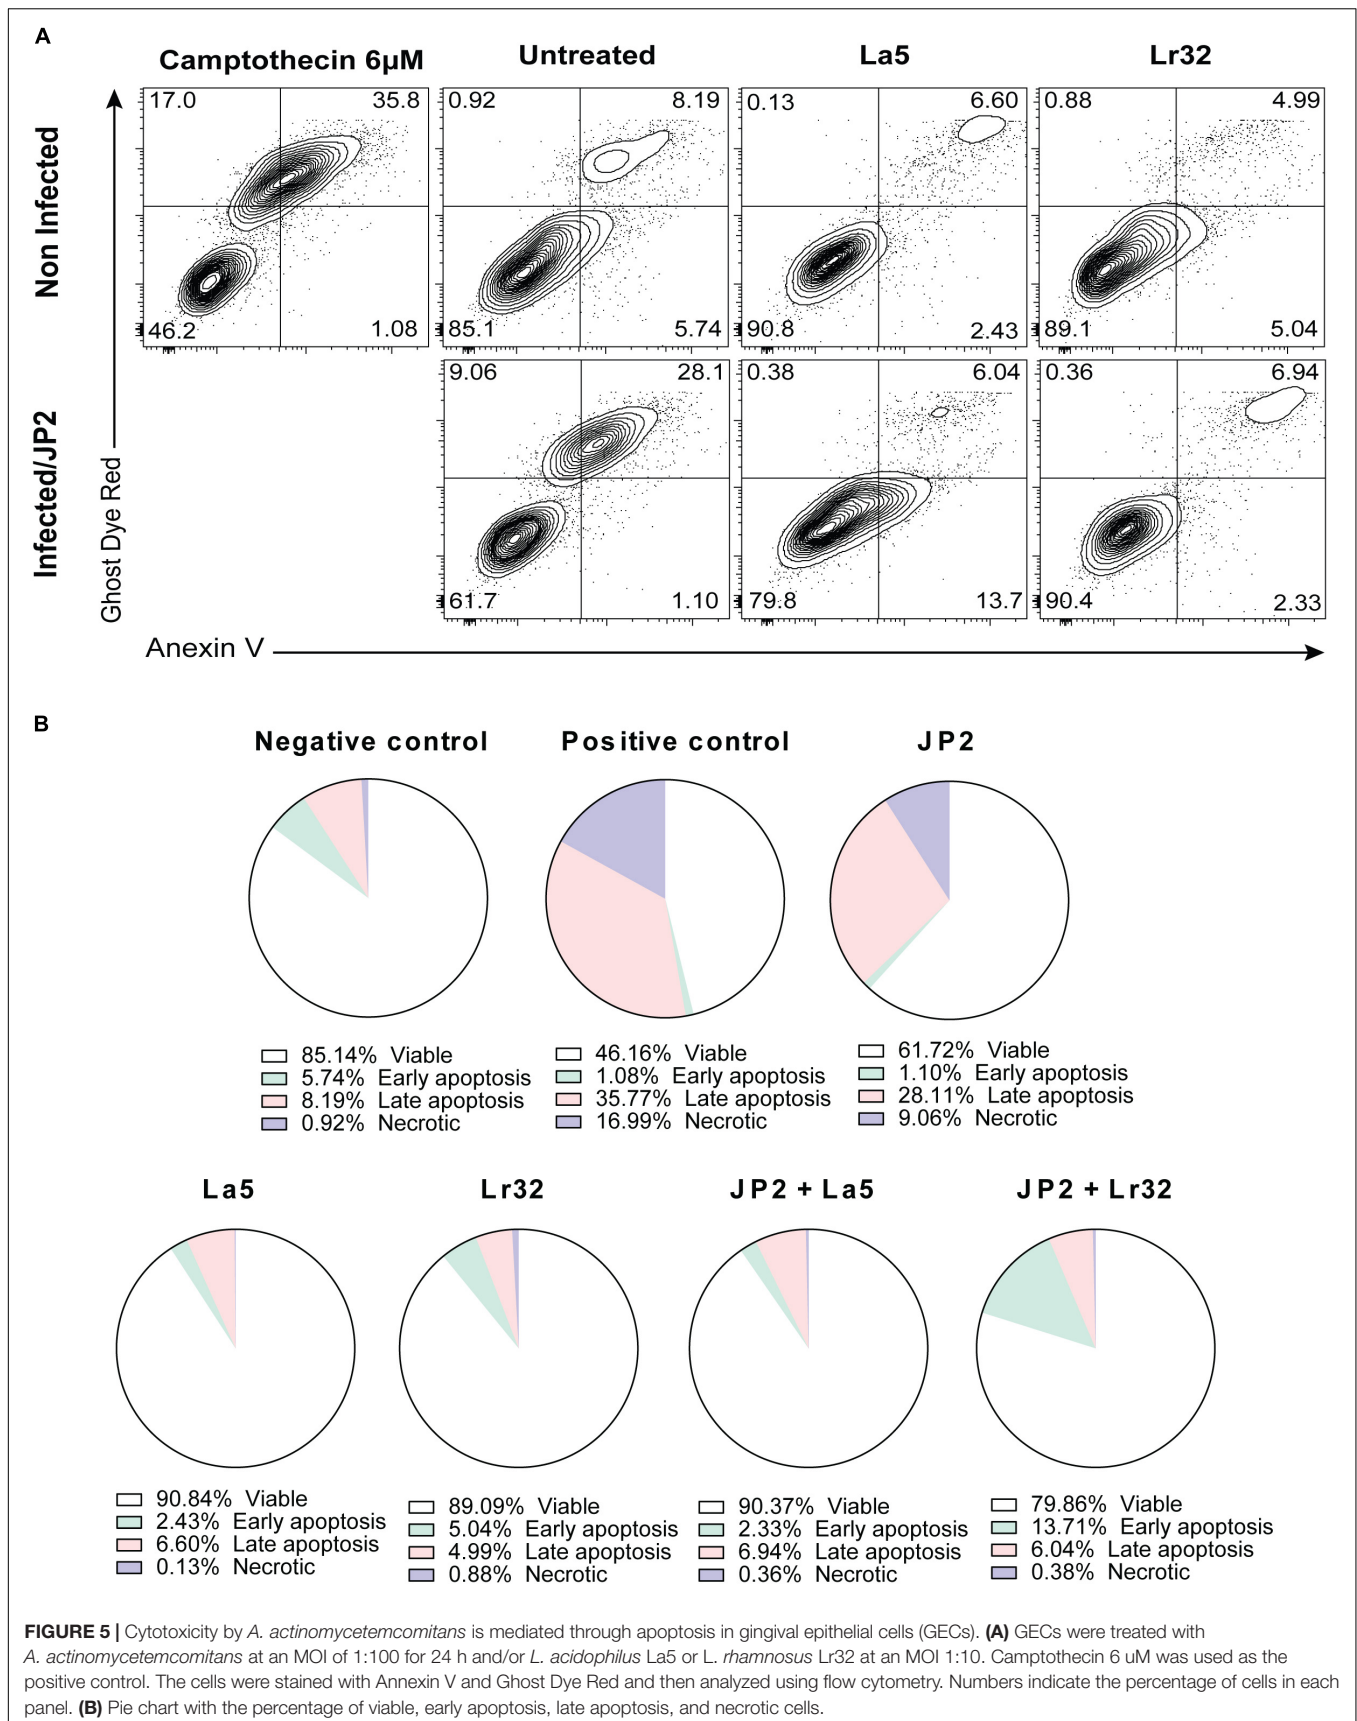 A
Camptothecin 6µM
Untreated
La5
Lr32
Non Infected
17.0 35.8
46.2 1.08
0.92 8.19
85.1 5.74
0.13 6.60
90.8 2.43
0.88 4.99
89.1 5.04
Infected/JP2
9.06 28.1
61.7 1.10
0.38 6.04
79.8 13.7
0.36 6.94
90.4 2.33
Ghost Dye Red
Anexin V
B
Negative control
85.14% Viable
5.74% Early apoptosis
8.19% Late apoptosis
0.92% Necrotic
Positive control
46.16% Viable
1.08% Early apoptosis
35.77% Late apoptosis
16.99% Necrotic
JP2
61.72% Viable
1.10% Early apoptosis
28.11% Late apoptosis
9.06% Necrotic
La5
90.84% Viable
2.43% Early apoptosis
6.60% Late apoptosis
0.13% Necrotic
Lr32
89.09% Viable
5.04% Early apoptosis
4.99% Late apoptosis
0.88% Necrotic
JP2 + La5
90.37% Viable
2.33% Early apoptosis
6.94% Late apoptosis
0.36% Necrotic
JP2 + Lr32
79.86% Viable
13.71% Early apoptosis
6.04% Late apoptosis
0.38% Necrotic
FIGURE 5 | Cytotoxicity by A. actinomycetemcomitans is mediated through apoptosis in gingival epithelial cells (GECs). (A) GECs were treated with
A. actinomycetemcomitans at an MOI of 1:100 for 24 h and/or L. acidophilus La5 or L. rhamnosus Lr32 at an MOI 1:10. Camptothecin 6 uM was used as the
positive control. The cells were stained with Annexin V and Ghost Dye Red and then analyzed using flow cytometry. Numbers indicate the percentage of cells in each
panel. (B) Pie chart with the percentage of viable, early apoptosis, late apoptosis, and necrotic cells.